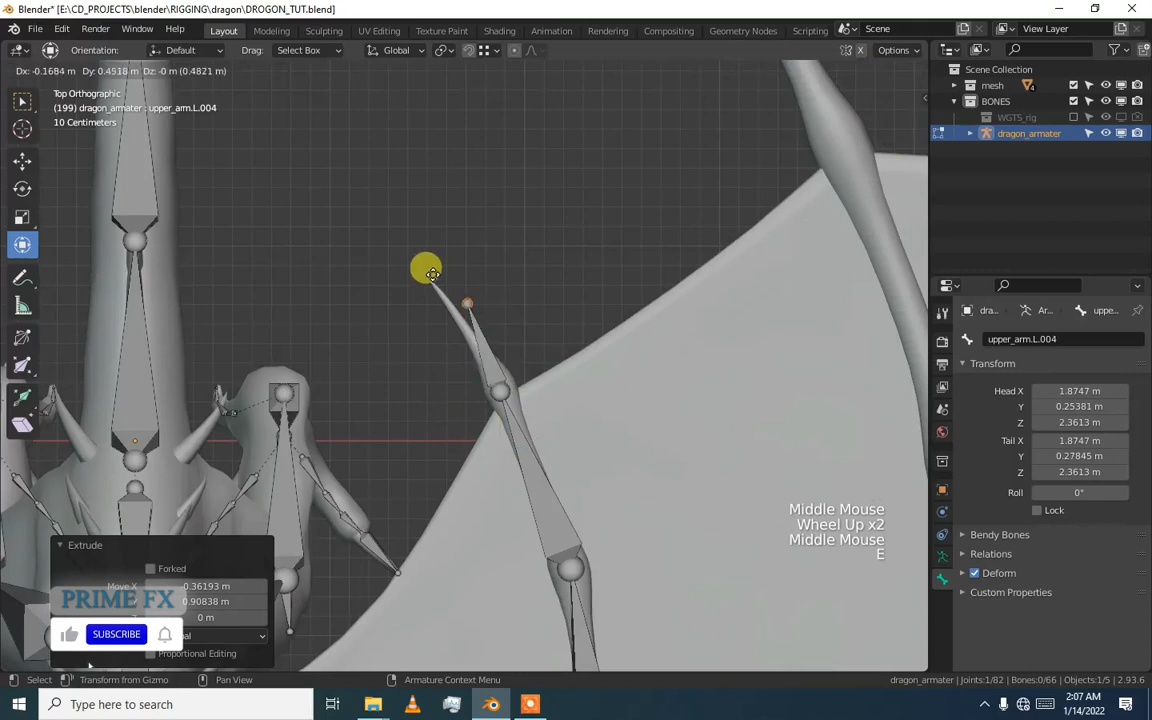 Blender* [E:\CD_PROJECTS\blender\RIGGING\dragon\DROGON_TUT.blend]
File Edit Render Window Help
Layout Modeling Sculpting UV Editing Texture Paint Shading Animation Rendering Compositing Geometry Nodes Scripting
Scene
View Layer
Orientation: Default Drag: Select Box Global X Options
Dx: -0.1684 m Dy: 0.4518 m Dz: -0 m (0.4821 m)
Top Orthographic
(199) dragon_armater : upper_arm.L.004
10 Centimeters
Scene Collection
mesh 4
BONES
WGTS_rig
dragon_armater
dra... Ar... uppe...
upper_arm.L.004
Transform
Head X 1.8747 m
Y 0.25381 m
Z 2.3613 m
Tail X 1.8747 m
Y 0.27845 m
Z 2.3613 m
Roll 0°
Lock
Bendy Bones
Relations
Deform
Custom Properties
Middle Mouse
Wheel Up x2
Middle Mouse
E
Extrude
Forked
Move X -0.36193 m
0.90838 m
0 m
Proportional Editing
PRIME FX
SUBSCRIBE
Select Transform from Gizmo Pan View Armature Context Menu
dragon_armater | Joints:1/82 | Bones:0/66 | Objects:1/5 | 2.93.6
Type here to search
2:07 AM
1/14/2022